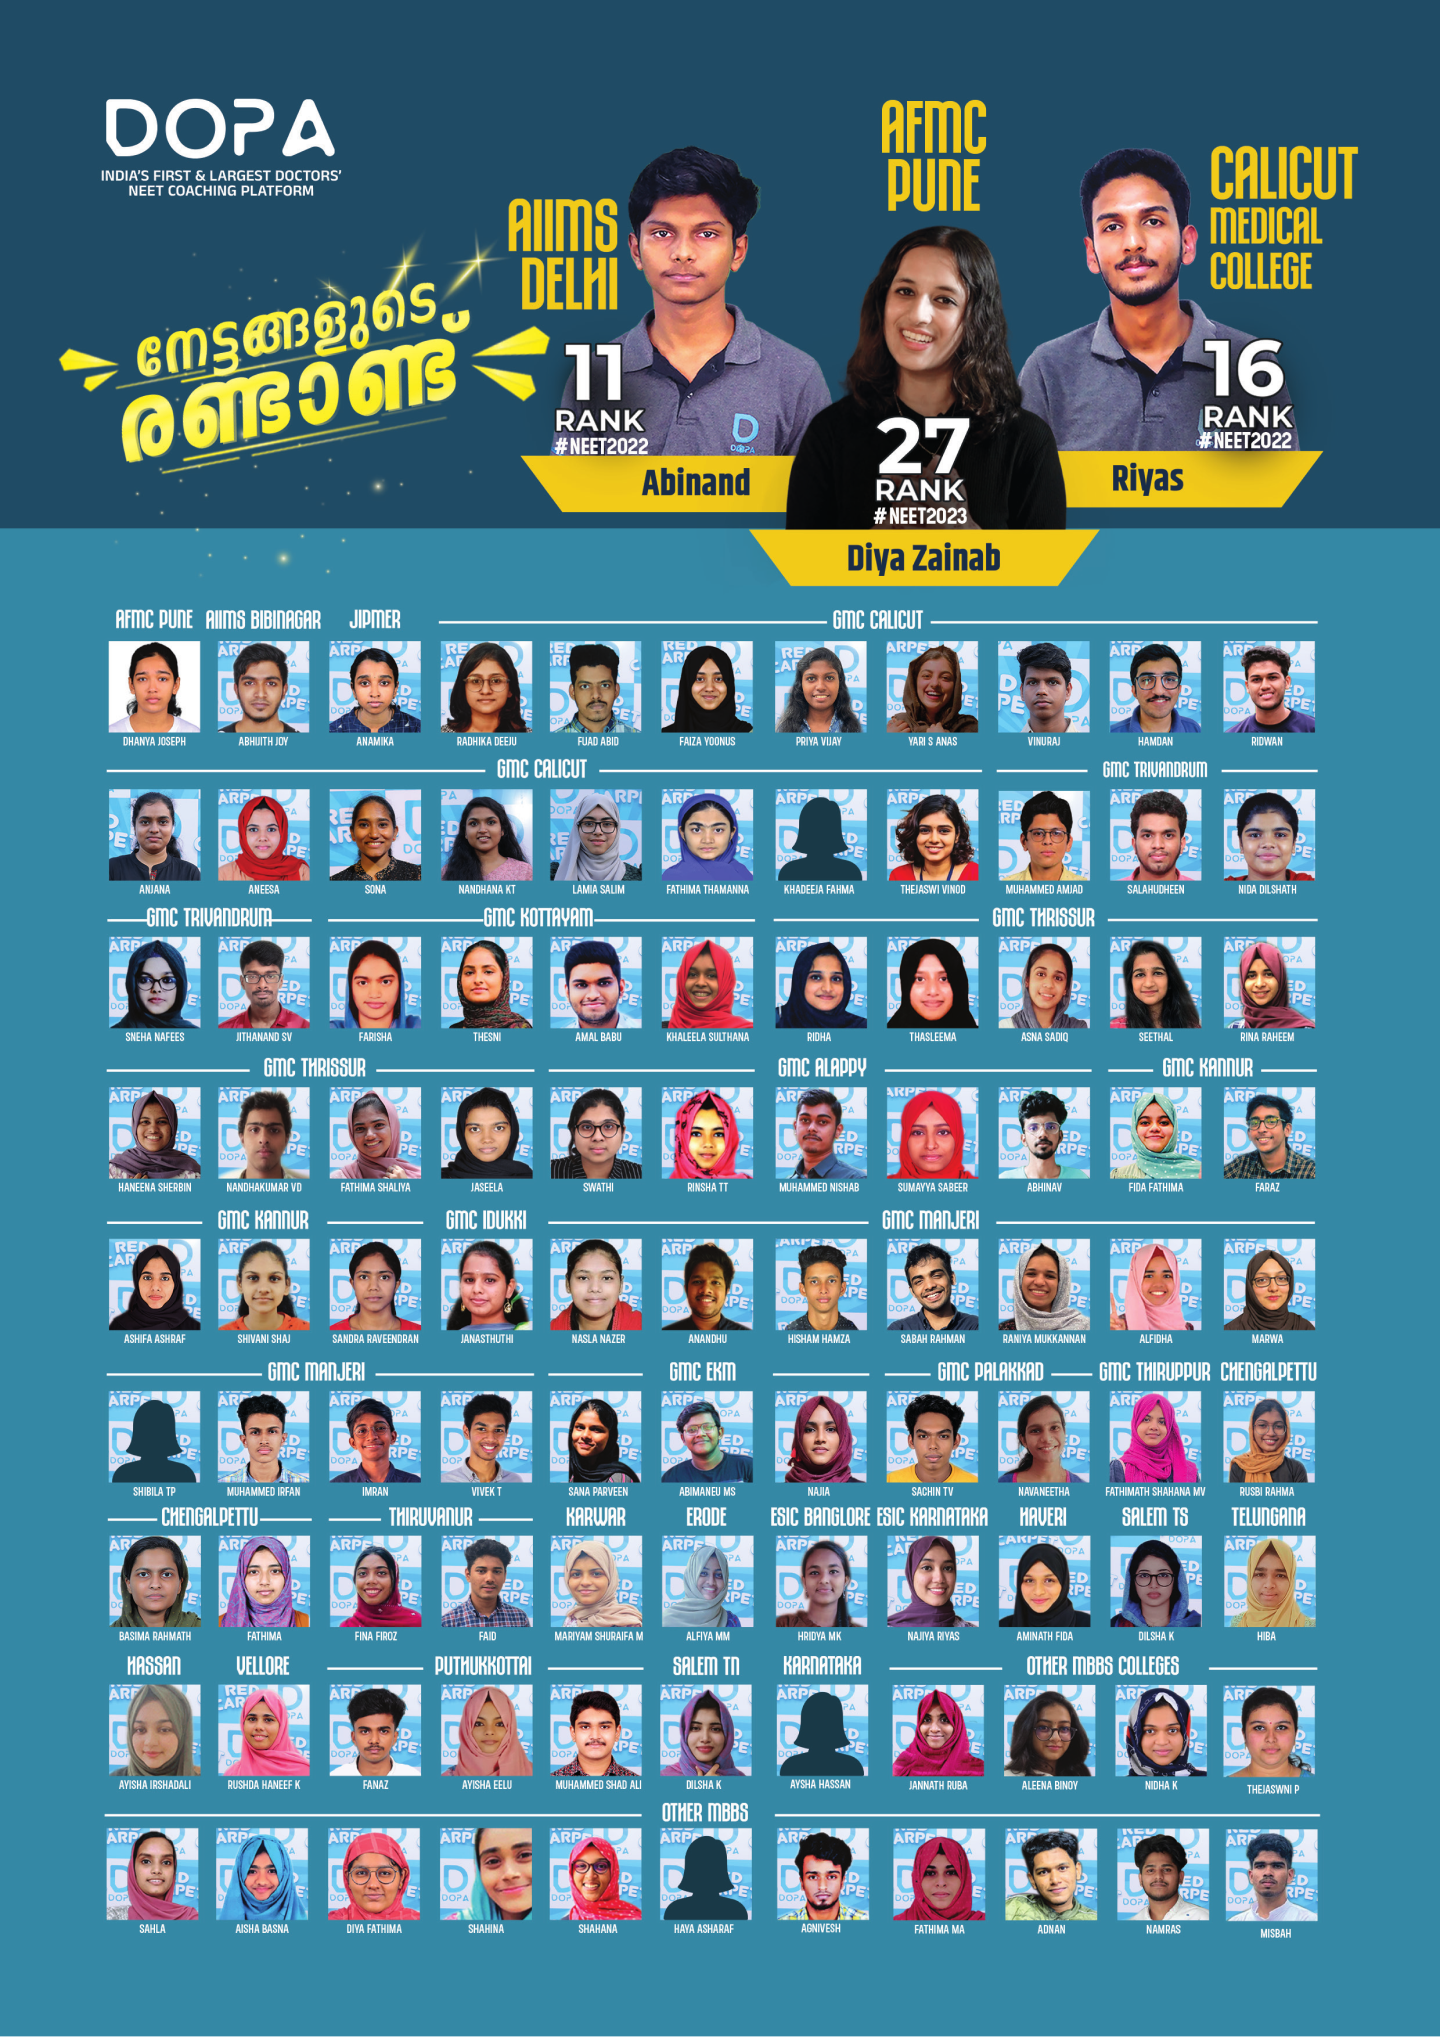 DOPA
INDIA'S FIRST & LARGEST DOCTORS'
NEET COACHING PLATFORM
നേട്ടങ്ങളുടെ
രണ്ടാണ്ട്
AIIMS
DELHI
11
RANK
#NEET2022
Abinand
AFMC
PUNE
27
RANK
#NEET2023
Diya Zainab
CALICUT
MEDICAL
COLLEGE
16
RANK
#NEET2022
Riyas
AFMC PUNE AIIMS BIBINAGAR JIPMER GMC CALICUT
DHANYA JOSEPH ABHIJITH JOY ANAMIKA RADHIKA DEEJU FUAD ABID FAIZA YOONUS PRIYA VIJAY YARI S ANAS VINURAJ HAMDAN RIDWAN
GMC CALICUT GMC TRIVANDRUM
ANJANA ANEESA SONA NANDHANA KT LAMIA SALIM FATHIMA THAMANNA KHADEEJA FAHMA THEJASWI VINOD MUHAMMED AMJAD SALAHUDHEEN NIDA DILSHATH
GMC TRIVANDRUM GMC KOTTAYAM GMC THRISSUR
SNEHA NAFEES JITHANAND SV FARISHA THESNI AMAL BABU KHALEELA SULTHANA RIDHA THASLEEMA ASNA SADIQ SEETHAL RINA RAHEEM
GMC THRISSUR GMC ALAPPY GMC KANNUR
HANEENA SHERBIN NANDHAKUMAR VD FATHIMA SHALIYA JASEELA SWATHI RINSHA TT MUHAMMED NISHAB SUMAYYA SABEER ABHINAV FIDA FATHIMA FARAZ
GMC KANNUR GMC IDUKKI GMC MANJERI
ASHIFA ASHRAF SHIVANI SHAJ SANDRA RAVEENDRAN JANASTHUTHI NASLA NAZER ANANDHU HISHAM HAMZA SABAH RAHMAN RANIYA MUKKANNAN ALFIDHA MARWA
GMC MANJERI GMC EKM GMC PALAKKAD GMC THIRUPPUR CHENGALPETTU
SHIBILA TP MUHAMMED IRFAN IMRAN VIVEK T SANA PARVEEN ABIMANEU MS NAJIA SACHIN TV NAVANEETHA FATHIMATH SHAHANA MV RUSBI RAHMA
CHENGALPETTU THIRUVANUR KARWAR ERODE ESIC BANGLORE ESIC KARNATAKA HAVERI SALEM TS TELUNGANA
BASIMA RAHMATH FATHIMA FINA FIROZ FAID MARIYAM SHURAIFA M ALFIYA MM HRIDYA MK NAJIYA RIYAS AMINATH FIDA DILSHA K HIBA
HASSAN VELLORE PUTHUKKOTTAI SALEM TN KARNATAKA OTHER MBBS COLLEGES
AYISHA IRSHADALI RUSHDA HANEEF K FANAZ AYISHA EELU MUHAMMED SHAD ALI DILSHA K AYSHA HASSAN JANNATH RUBA ALEENA BINOY NIDHA K THEJASWNI P
OTHER MBBS
SAHLA AISHA BASNA DIYA FATHIMA SHAHINA SHAHANA HAYA ASHARAF AGNIVESH FATHIMA MA ADNAN NAMRAS MISBAH